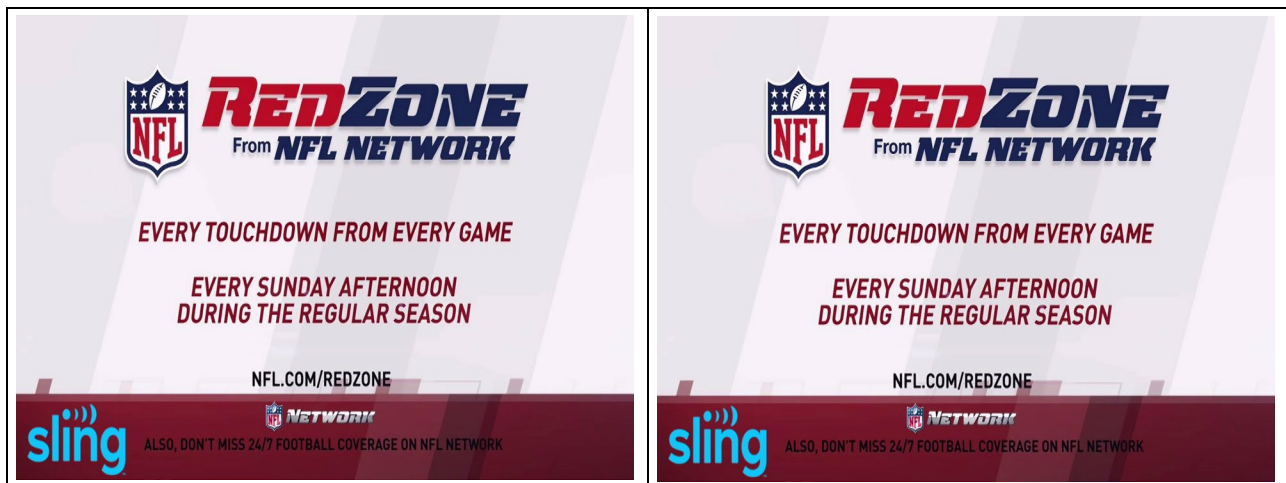 NFL
REDZONE
From NFL NETWORK
EVERY TOUCHDOWN FROM EVERY GAME
EVERY SUNDAY AFTERNOON
DURING THE REGULAR SEASON
NFL.COM/REDZONE
NFL NETWORK
sling
ALSO, DON'T MISS 24/7 FOOTBALL COVERAGE ON NFL NETWORK
NFL
REDZONE
From NFL NETWORK
EVERY TOUCHDOWN FROM EVERY GAME
EVERY SUNDAY AFTERNOON
DURING THE REGULAR SEASON
NFL.COM/REDZONE
NFL NETWORK
sling
ALSO, DON'T MISS 24/7 FOOTBALL COVERAGE ON NFL NETWORK